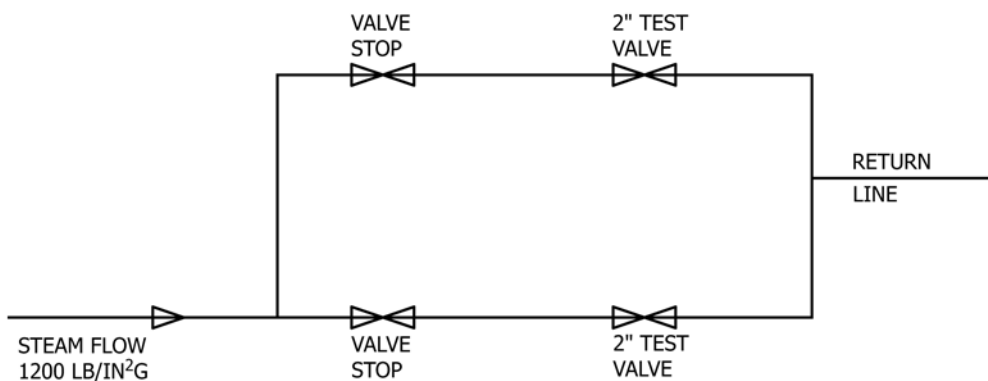 VALVE
STOP
2" TEST
VALVE
RETURN
LINE
STEAM FLOW
1200 LB/IN²G
VALVE
STOP
2" TEST
VALVE